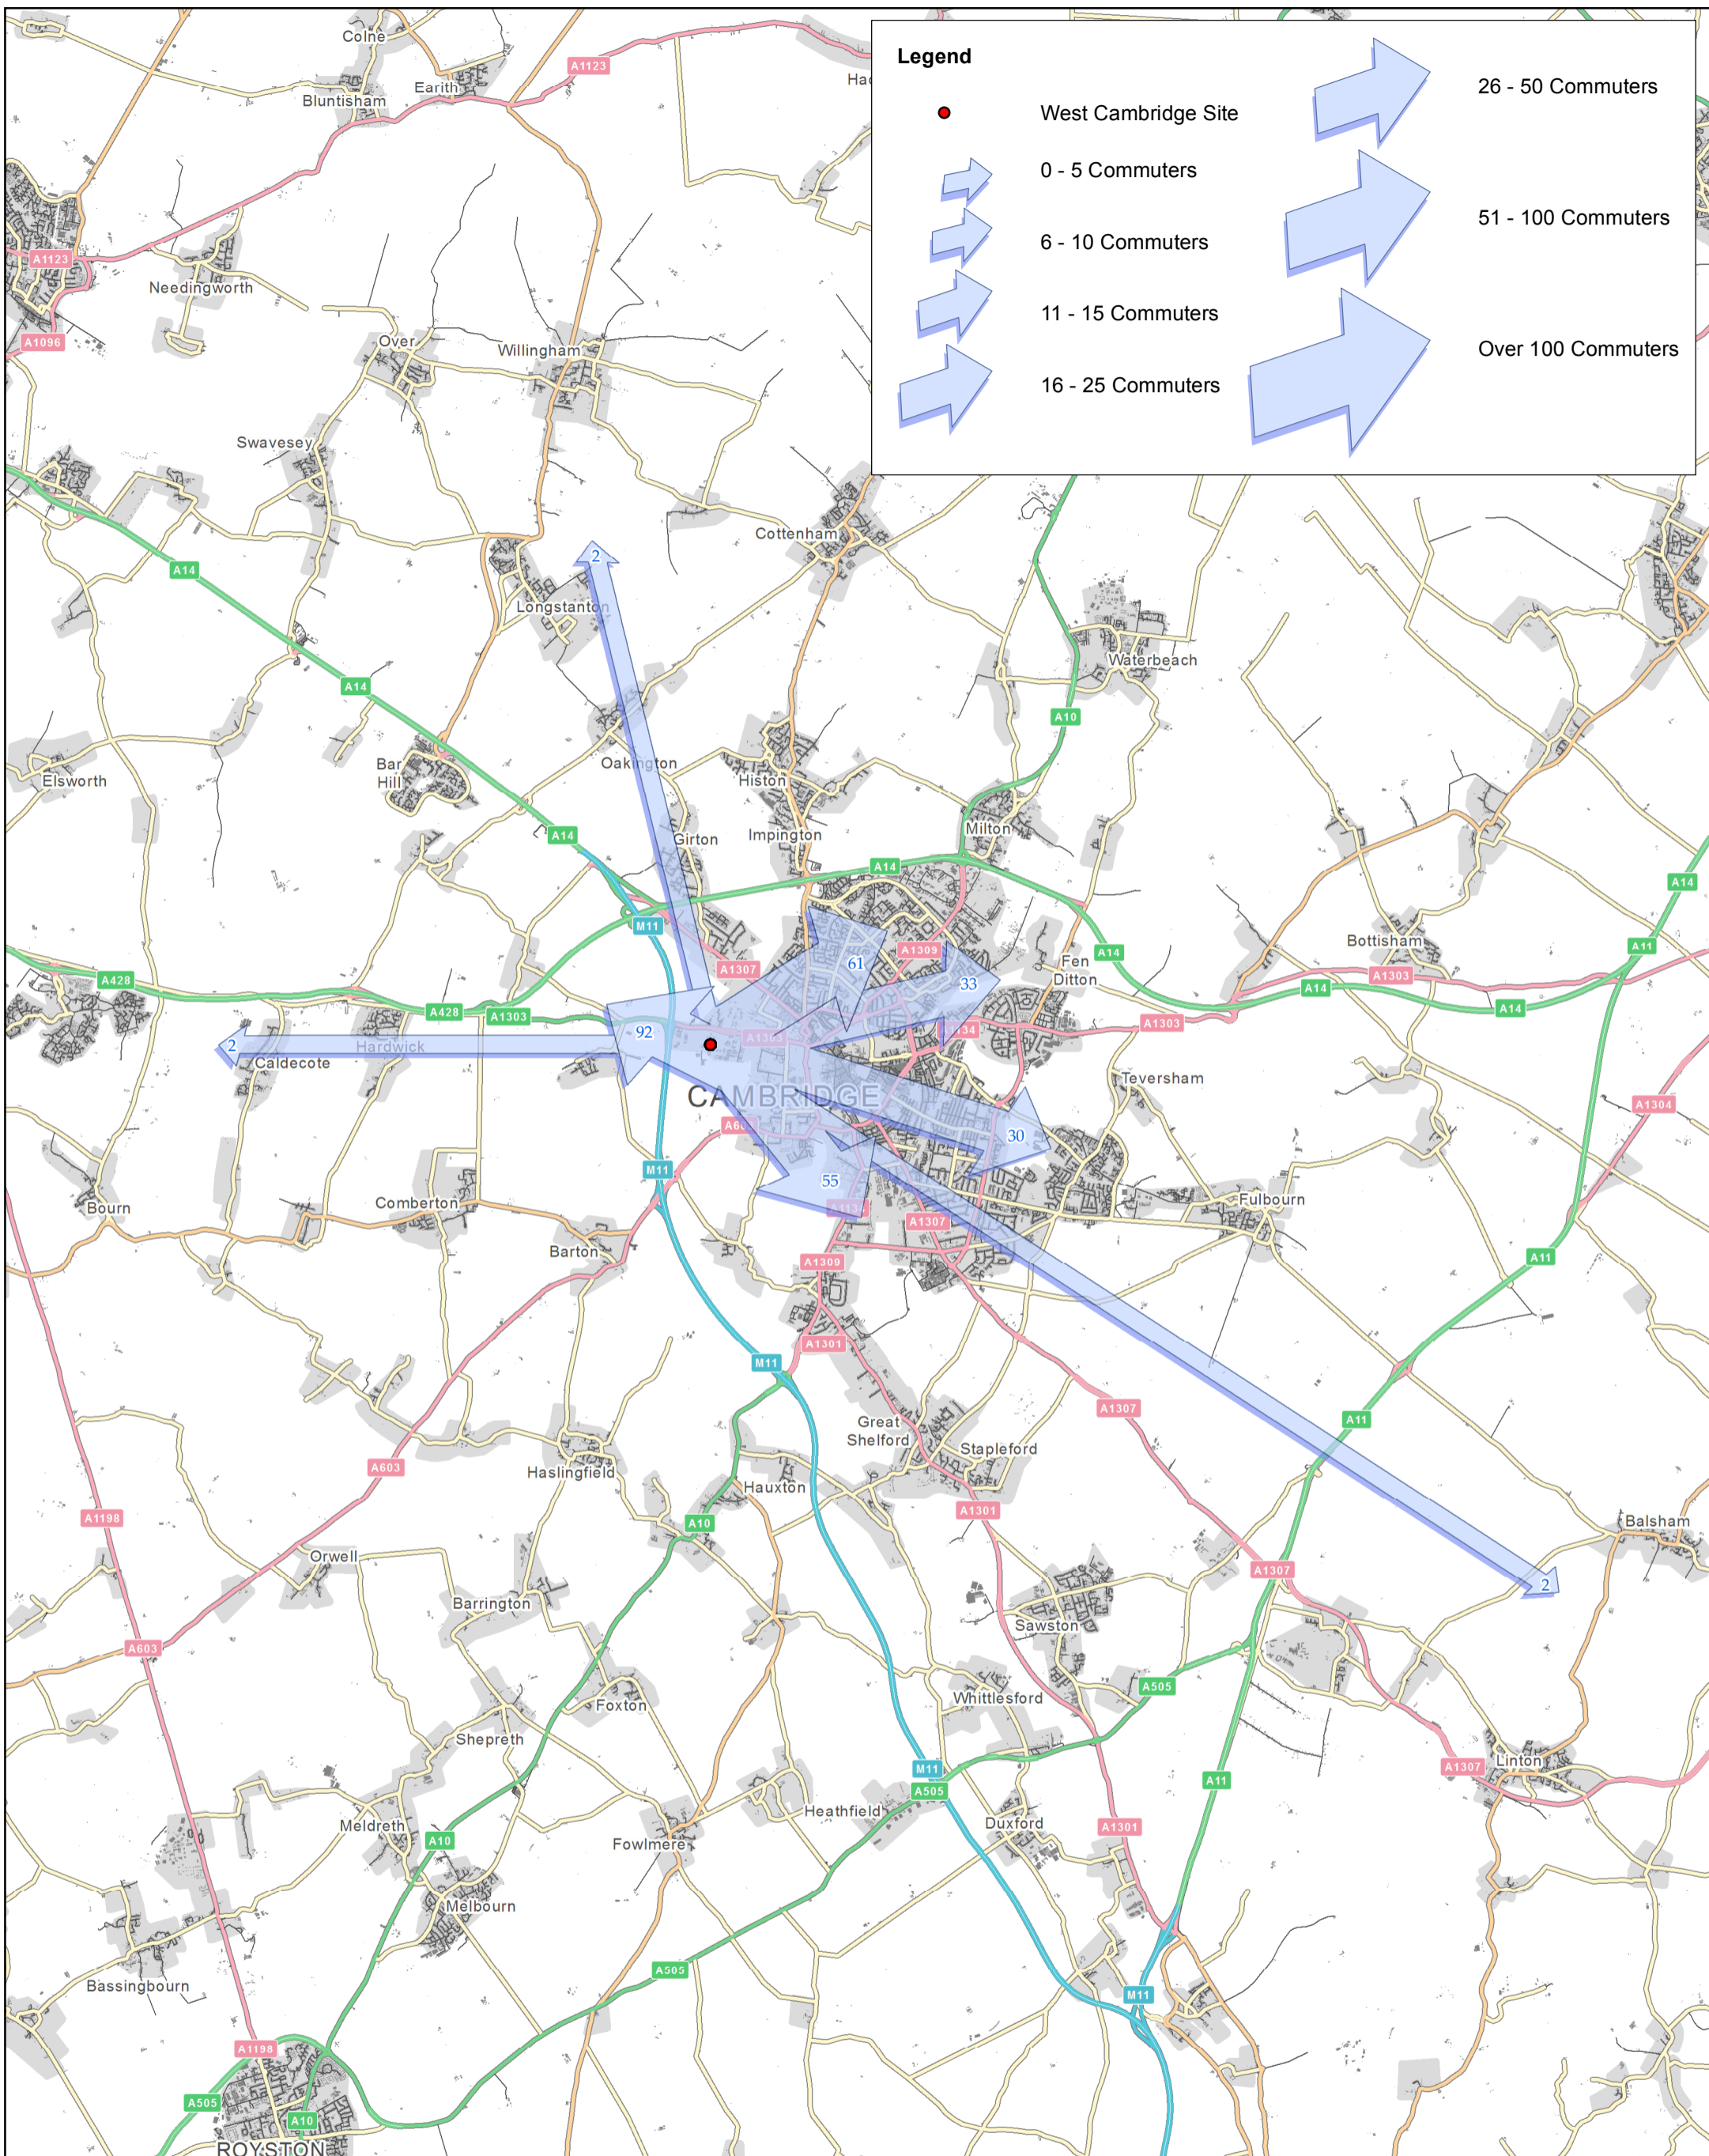 Colne
Earith
Bluntisham
A1123
Legend
West Cambridge Site
0 - 5 Commuters
6 - 10 Commuters
11 - 15 Commuters
16 - 25 Commuters
26 - 50 Commuters
51 - 100 Commuters
Over 100 Commuters
A1123
Needingworth
A1096
Over
Willingham
Swavesey
Cottenham
A14
2
Longstanton
Waterbeach
A14
A10
Bar
Hill
Oakington
Histon
Elsworth
A14
Girton
Impington
Milton
A14
A14
M11
A1309
Bottisham
A11
A14
A1307
61
Fen
Ditton
A1303
A428
33
A14
A428
A1303
A14
92
A1303
A1303
2
Caldecote
Hardwick
CAMBRIDGE
Teversham
A1304
30
M11
55
Bourn
Comberton
Fulbourn
A1307
Barton
A1309
A11
A1301
M11
A1307
A11
Great
Shelford
Stapleford
A603
Haslingfield
Hauxton
A1198
A10
A1301
Balsham
Orwell
A1307
2
Barrington
Sawston
A603
A505
Foxton
Whittlesford
Shepreth
M11
A505
A11
A1307
Linton
Heathfield
Duxford
A1301
Meldreth
A10
Fowlmere
Melbourn
A505
Bassingbourn
M11
A1198
A505
A10
ROYSTON